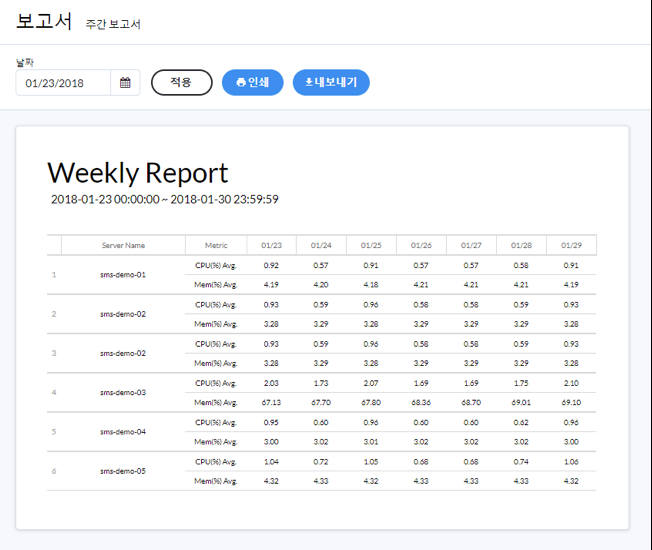 보고서 주간 보고서
날짜
01/23/2018 적용 인쇄 내보내기
Weekly Report
2018-01-23 00:00:00 ~ 2018-01-30 23:59:59
Server Name Metric 01/23 01/24 01/25 01/26 01/27 01/28 01/29
1 sms-demo-01 CPU(%) Avg. 0.92 0.57 0.91 0.57 0.57 0.58 0.91
Mem(%) Avg. 4.19 4.20 4.18 4.21 4.21 4.21 4.19
2 sms-demo-02 CPU(%) Avg. 0.93 0.59 0.96 0.58 0.58 0.59 0.93
Mem(%) Avg. 3.28 3.29 3.28 3.29 3.29 3.29 3.28
3 sms-demo-02 CPU(%) Avg. 0.93 0.59 0.96 0.58 0.58 0.59 0.93
Mem(%) Avg. 3.28 3.29 3.28 3.29 3.29 3.29 3.28
4 sms-demo-03 CPU(%) Avg. 2.03 1.73 2.07 1.69 1.69 1.75 2.10
Mem(%) Avg. 67.13 67.70 67.80 68.36 68.70 69.01 69.10
5 sms-demo-04 CPU(%) Avg. 0.95 0.60 0.96 0.60 0.60 0.62 0.96
Mem(%) Avg. 3.00 3.02 3.01 3.02 3.02 3.02 3.00
6 sms-demo-05 CPU(%) Avg. 1.04 0.72 1.05 0.68 0.68 0.74 1.06
Mem(%) Avg. 4.32 4.33 4.32 4.33 4.33 4.33 4.32